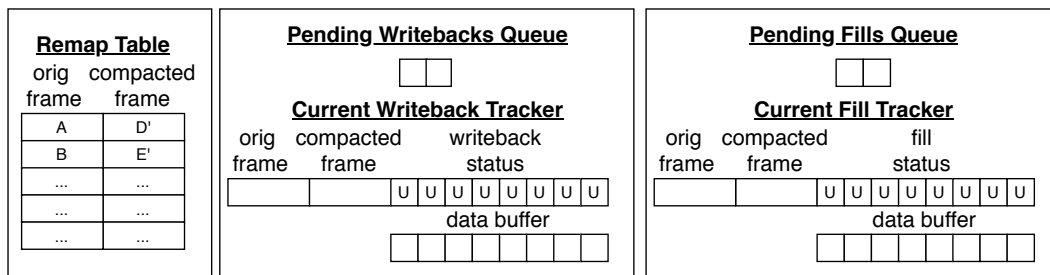 Remap Table
orig compacted
frame frame
A D'
B E'
... ...
... ...
... ...
Pending Writebacks Queue
Current Writeback Tracker
orig compacted writeback
frame frame status
U U U U U U U U
data buffer
Pending Fills Queue
Current Fill Tracker
orig compacted fill
frame frame status
U U U U U U U U
data buffer